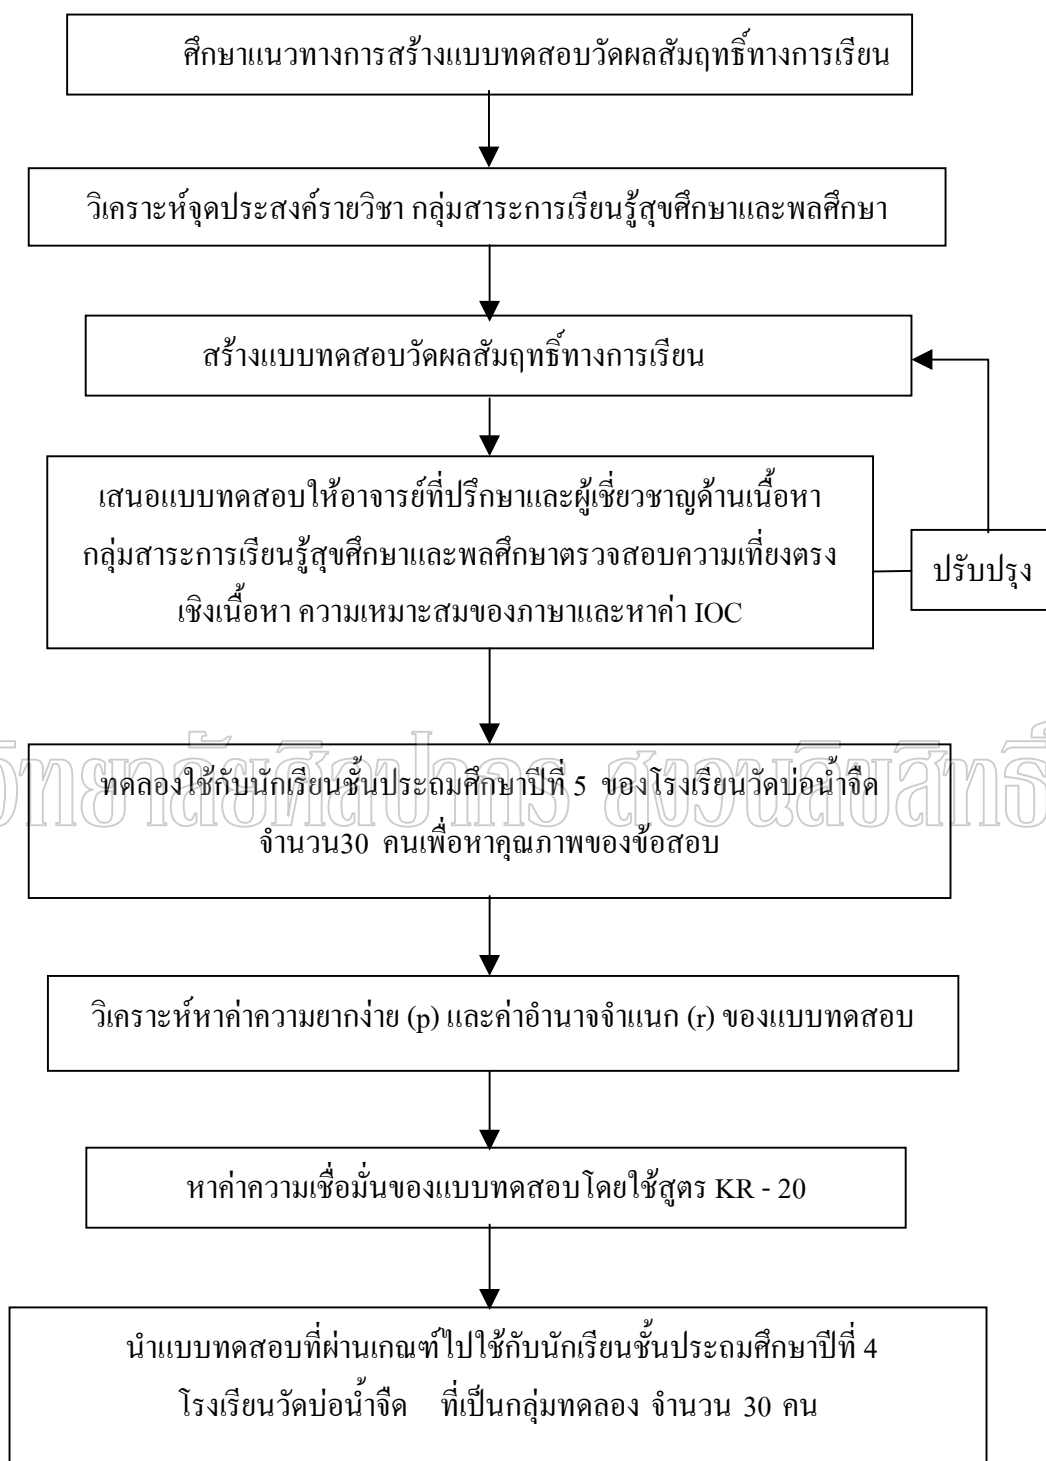 ศึกษาแนวทางการสร้างแบบทดสอบวัดผลสัมฤทธิ์ทางการเรียน
วิเคราะห์จุดประสงค์รายวิชา กลุ่มสาระการเรียนรู้สุขศึกษาและพลศึกษา
สร้างแบบทดสอบวัดผลสัมฤทธิ์ทางการเรียน
เสนอแบบทดสอบให้อาจารย์ที่ปรึกษาและผู้เชี่ยวชาญด้านเนื้อหา
กลุ่มสาระการเรียนรู้สุขศึกษาและพลศึกษาตรวจสอบความเที่ยงตรง
เชิงเนื้อหา ความเหมาะสมของภาษาและหาค่า IOC
ปรับปรุง
ทดลองใช้กับนักเรียนชั้นประถมศึกษาปีที่ 5 ของโรงเรียนวัดบ่อน้ำจืด
จำนวน30 คนเพื่อหาคุณภาพของข้อสอบ
วิทยาลัยศิลปากร สงวนลิขสิทธิ์
วิเคราะห์หาค่าความยากง่าย (p) และค่าอำนาจจำแนก (r) ของแบบทดสอบ
หาค่าความเชื่อมั่นของแบบทดสอบโดยใช้สูตร KR - 20
นำแบบทดสอบที่ผ่านเกณฑ์ไปใช้กับนักเรียนชั้นประถมศึกษาปีที่ 4
โรงเรียนวัดบ่อน้ำจืด ที่เป็นกลุ่มทดลอง จำนวน 30 คน